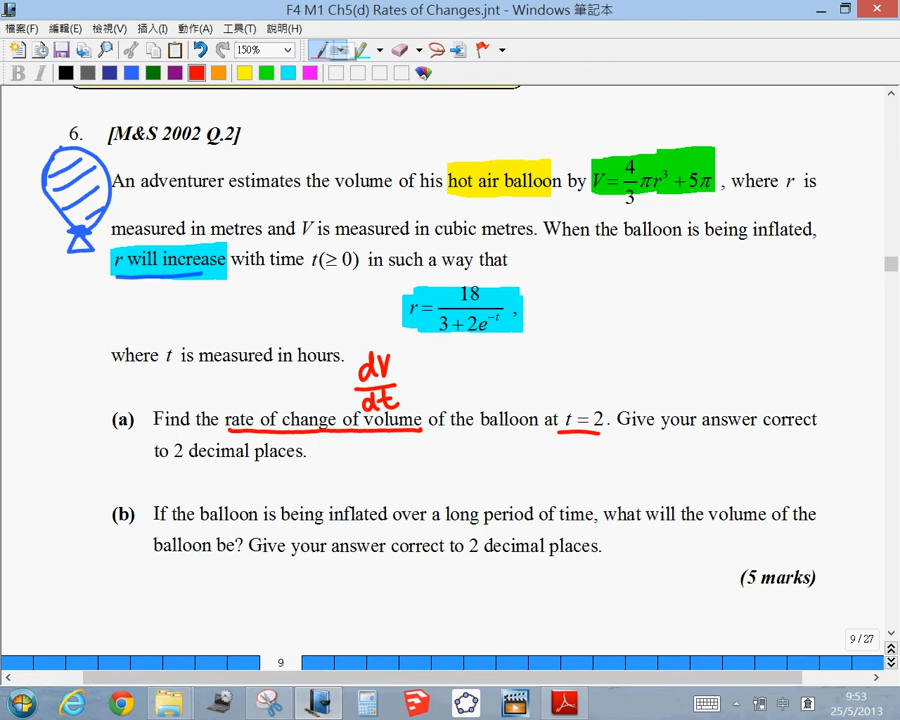 F4 M1 Ch5(d) Rates of Changes.jnt - Windows 筆記本
檔案(F) 編輯(E) 檢視(V) 插入(I) 動作(A) 工具(T) 說明(H)
150%
B I
6. [M&S 2002 Q.2]
An adventurer estimates the volume of his hot air balloon by V = 4/3 πr³ + 5π , where r is
measured in metres and V is measured in cubic metres. When the balloon is being inflated,
r will increase with time t(≥ 0) in such a way that
r = 18/(3 + 2e^{-t}) ,
where t is measured in hours.
dV/dt
(a) Find the rate of change of volume of the balloon at t = 2. Give your answer correct
to 2 decimal places.
(b) If the balloon is being inflated over a long period of time, what will the volume of the
balloon be? Give your answer correct to 2 decimal places.
(5 marks)
9 / 27
9
9:53
25/5/2013